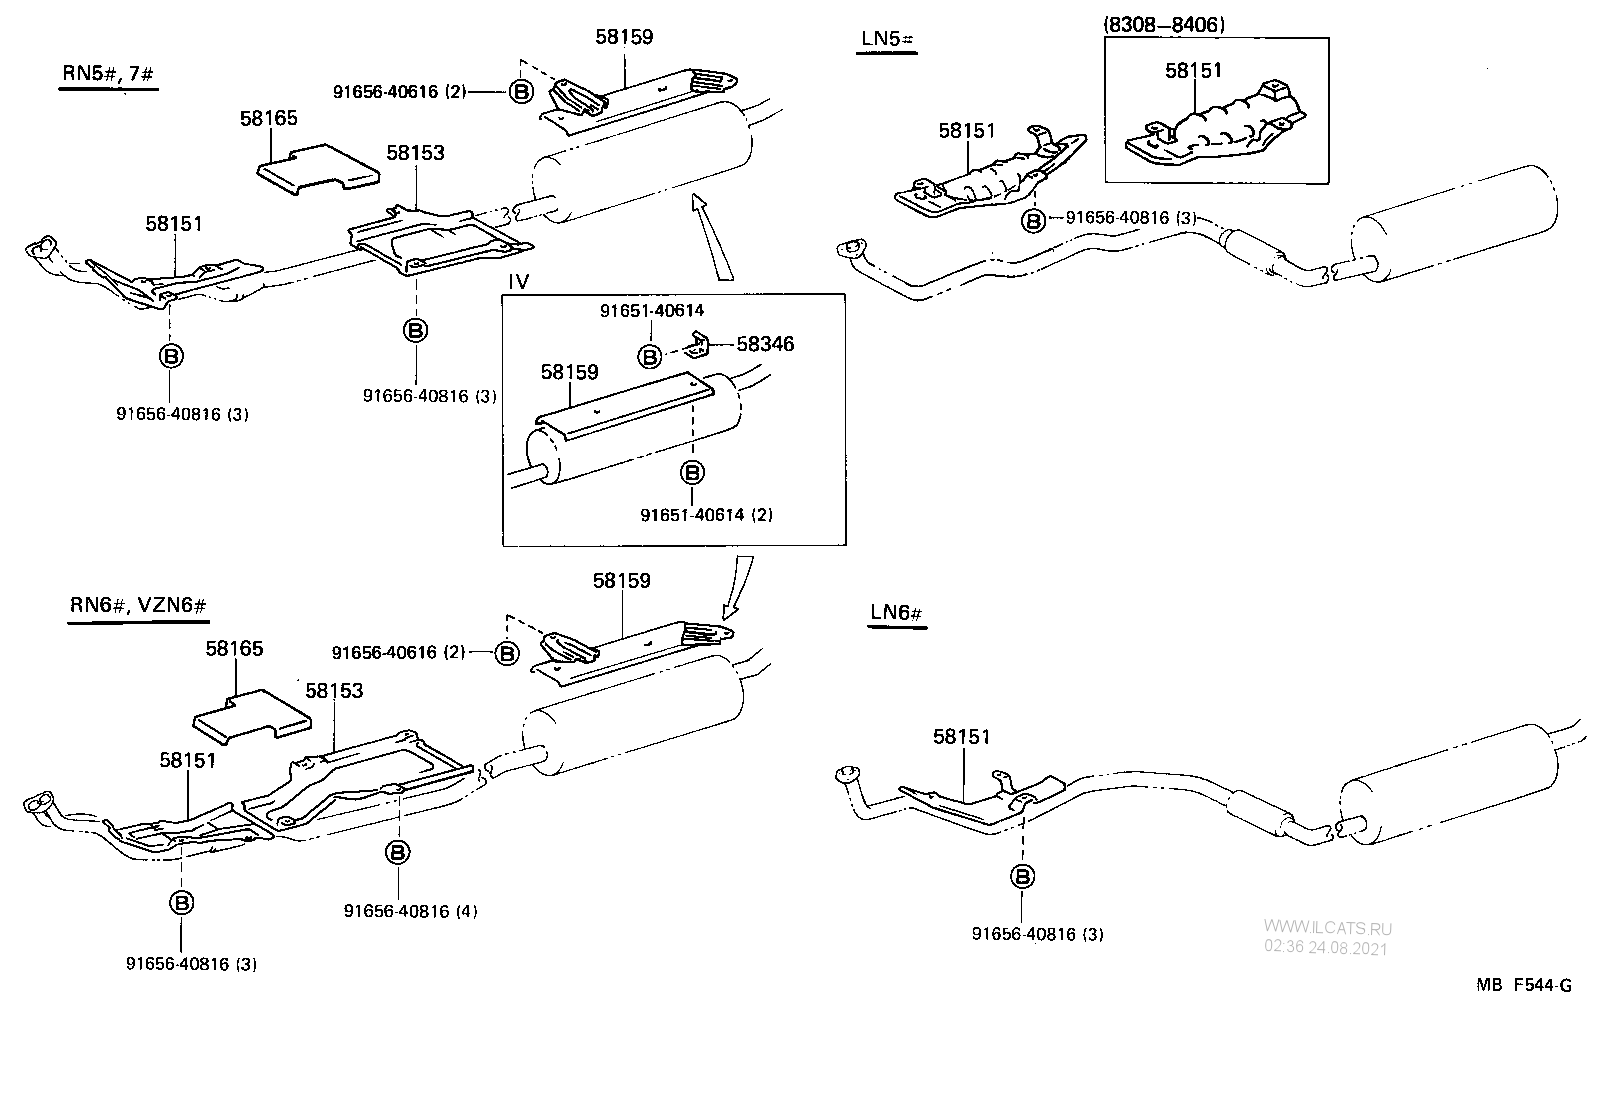 RN5#, 7#
58159
91656-40616 (2)
B
58165
58153
58151
B
B
91656-40816 (3)
91656-40816 (3)
LN5#
(8308-8406)
58151
58151
B
91656-40816 (3)
IV
91651-40614
B
58346
58159
B
91651-40614 (2)
RN6#, VZN6#
58159
91656-40616 (2)
B
58165
58153
58151
B
B
91656-40816 (4)
91656-40816 (3)
LN6#
58151
B
91656-40816 (3)
WWW.ILCATS.RU
02:36 24.08.2021
MB F544-G